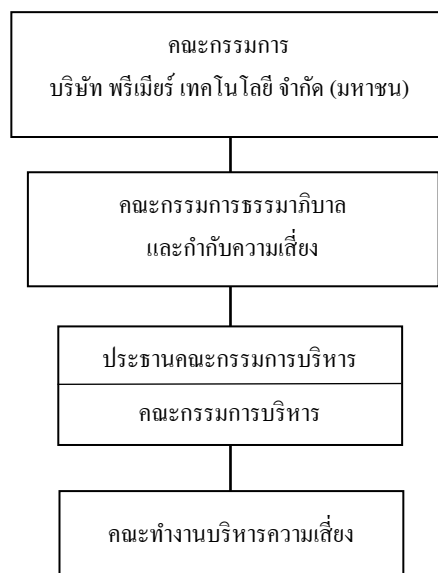 คณะกรรมการ
บริษัท พรีเมียร์ เทคโนโลยี จำกัด (มหาชน)
คณะกรรมการธรรมาภิบาล
และกำกับความเสี่ยง
ประธานคณะกรรมการบริหาร
คณะกรรมการบริหาร
คณะทำงานบริหารความเสี่ยง